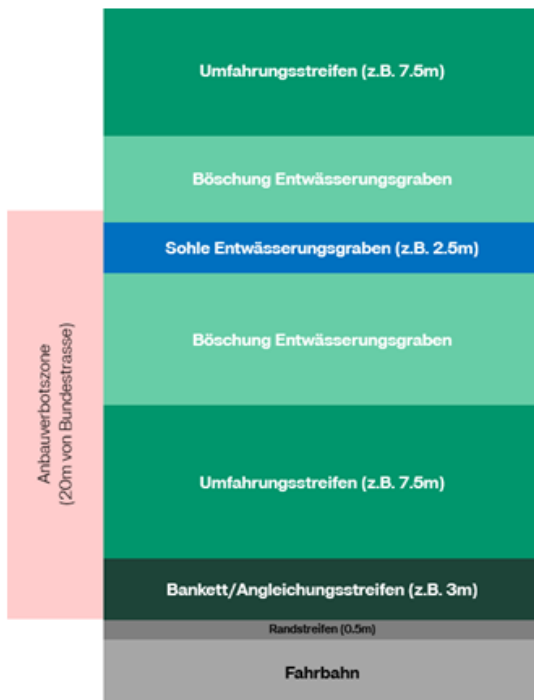 Umfahrungsstreifen (z.B. 7.5m)
Böschung Entwässerungsgraben
Sohle Entwässerungsgraben (z.B. 2.5m)
Böschung Entwässerungsgraben
Anbauverbotszone
(20m von Bundestrasse)
Umfahrungsstreifen (z.B. 7.5m)
Bankett/Angleichungsstreifen (z.B. 3m)
Randstreifen (0.5m)
Fahrbahn